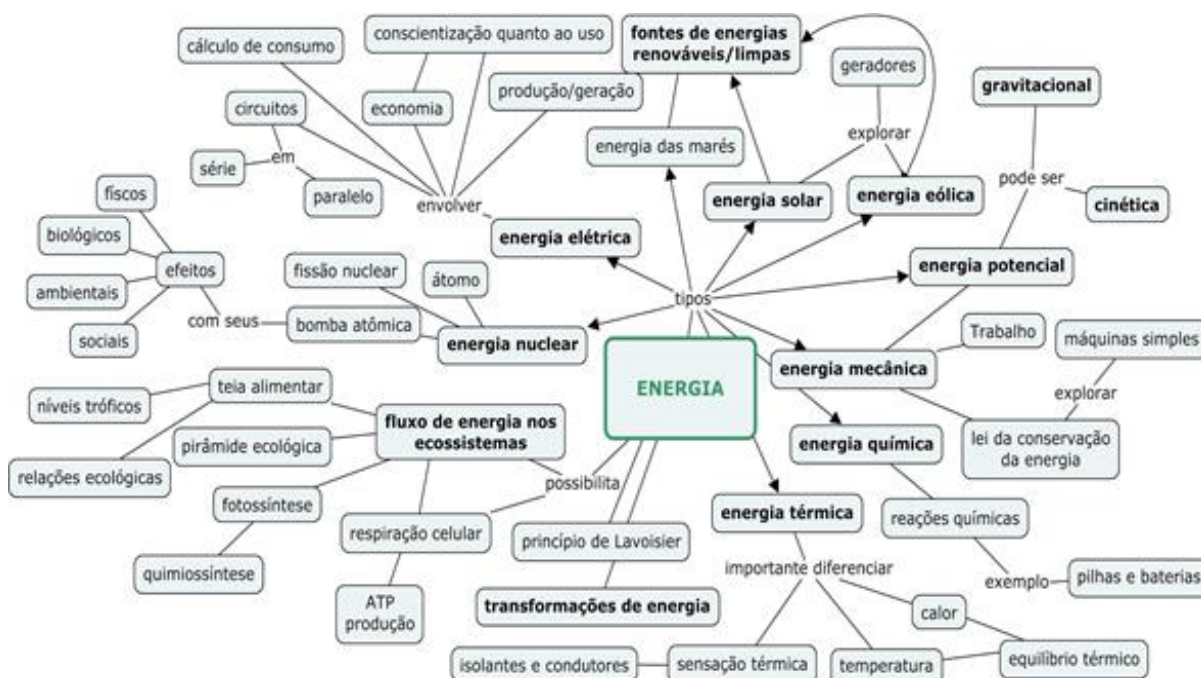 cálculo de consumo
conscientização quanto ao uso
fontes de energias
renováveis/limpas
geradores
gravitacional
circuitos
economia
produção/geração
explorar
energia das marés
em
série
paralelo
envolver
energia solar
energia eólica
pode ser
cinética
físcos
biológicos
efeitos
ambientais
sociais
com seus
energia elétrica
fissão nuclear
átomo
bomba atômica
energia nuclear
tipos
energia potencial
Trabalho
máquinas simples
energia mecânica
explorar
ENERGIA
teia alimentar
níveis tróficos
fluxo de energia nos
ecossistemas
pirâmide ecológica
relações ecológicas
energia química
lei da conservação
da energia
possibilita
fotossíntese
respiração celular
princípio de Lavoisier
energia térmica
reações químicas
quimiossíntese
importante diferenciar
exemplo
pilhas e baterias
ATP
produção
transformações de energia
calor
isolantes e condutores
sensação térmica
temperatura
equilíbrio térmico